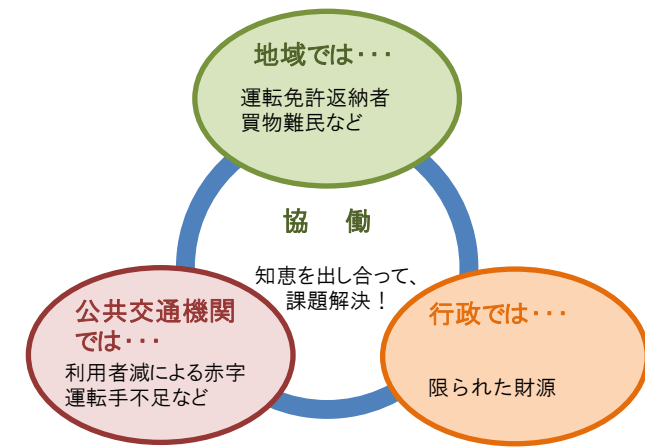 地域では･･･
運転免許返納者
買物難民など
協　働
知恵を出し合って、
課題解決！
公共交通機関
では･･･
利用者減による赤字
運転手不足など
行政では･･･
限られた財源